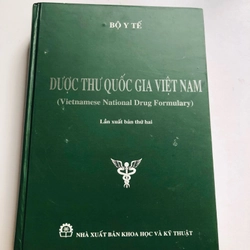 BỘ Y TẾ
DƯỢC THƯ QUỐC GIA VIỆT NAM
(Vietnamese National Drug Formulary)
Lần xuất bản thứ hai
NHÀ XUẤT BẢN KHOA HỌC VÀ KỸ THUẬT